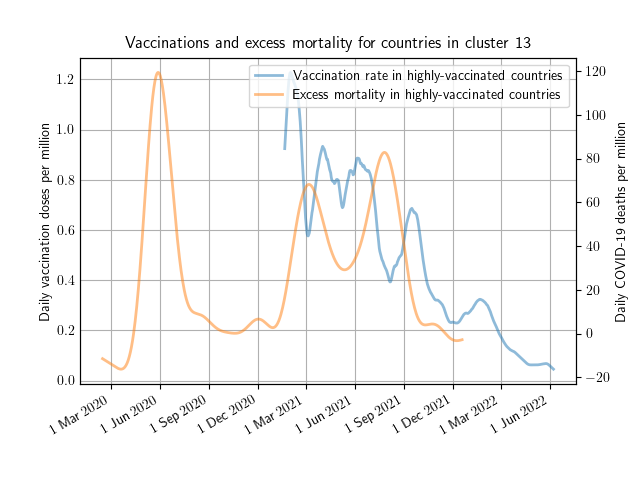 Vaccinations and excess mortality for countries in cluster 13
Vaccination rate in highly-vaccinated countries
Excess mortality in highly-vaccinated countries
Daily vaccination doses per million
1.2
1.0
0.8
0.6
0.4
0.2
0.0
120
100
80
60
40
20
0
−20
Daily COVID-19 deaths per million
1 Mar 2020
1 Jun 2020
1 Sep 2020
1 Dec 2020
1 Mar 2021
1 Jun 2021
1 Sep 2021
1 Dec 2021
1 Mar 2022
1 Jun 2022